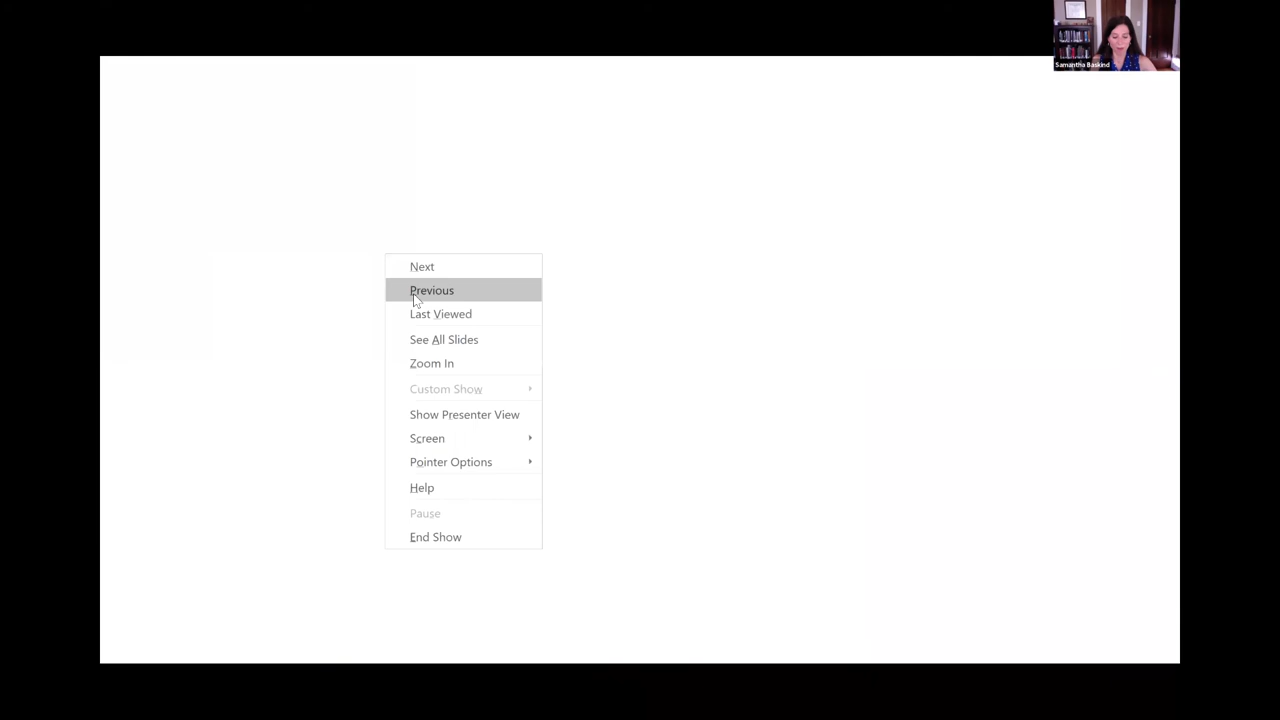 Samantha Baskind
Next
Previous
Last Viewed
See All Slides
Zoom In
Custom Show
Show Presenter View
Screen
Pointer Options
Help
Pause
End Show